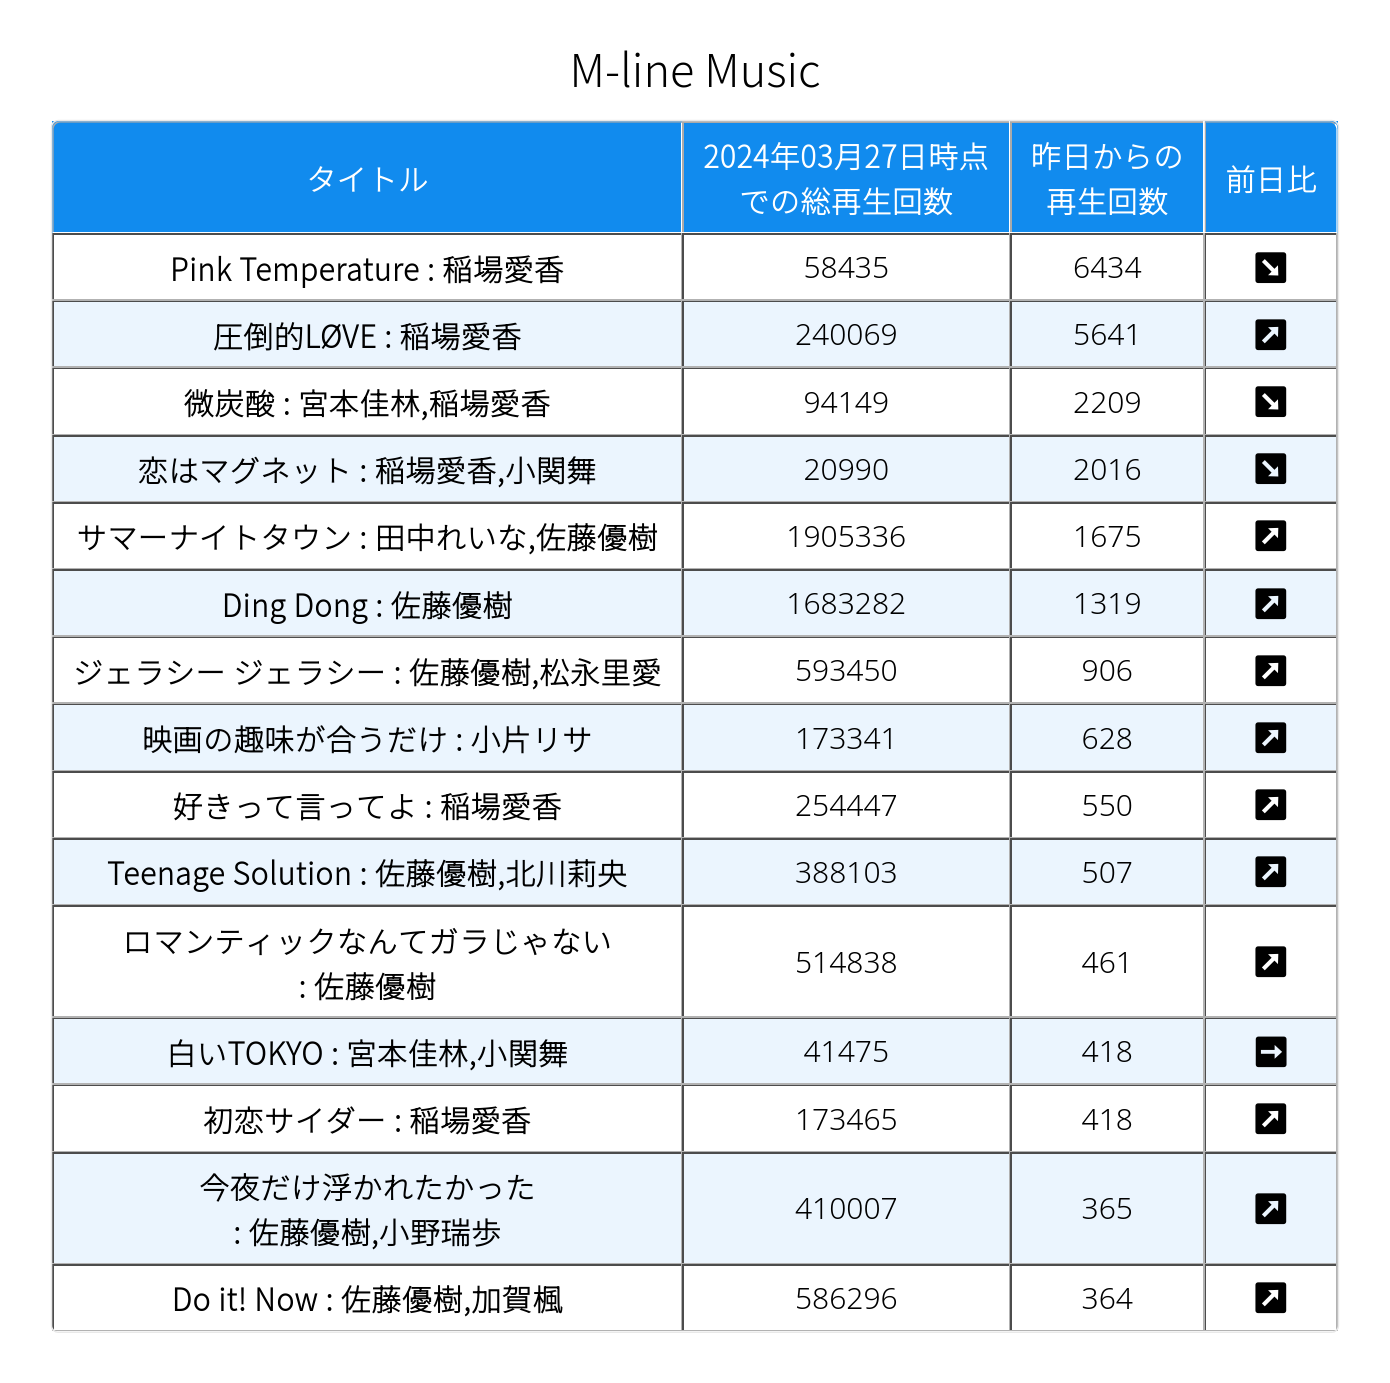 M-line Music
タイトル
2024年03月27日時点
での総再生回数
昨日からの
再生回数
前日比
Pink Temperature : 稲場愛香 58435 6434
圧倒的LØVE : 稲場愛香 240069 5641
微炭酸 : 宮本佳林,稲場愛香 94149 2209
恋はマグネット : 稲場愛香,小関舞 20990 2016
サマーナイトタウン : 田中れいな,佐藤優樹 1905336 1675
Ding Dong : 佐藤優樹 1683282 1319
ジェラシー ジェラシー : 佐藤優樹,松永里愛 593450 906
映画の趣味が合うだけ : 小片リサ 173341 628
好きって言ってよ : 稲場愛香 254447 550
Teenage Solution : 佐藤優樹,北川莉央 388103 507
ロマンティックなんてガラじゃない
: 佐藤優樹 514838 461
白いTOKYO : 宮本佳林,小関舞 41475 418
初恋サイダー : 稲場愛香 173465 418
今夜だけ浮かれたかった
: 佐藤優樹,小野瑞歩 410007 365
Do it! Now : 佐藤優樹,加賀楓 586296 364